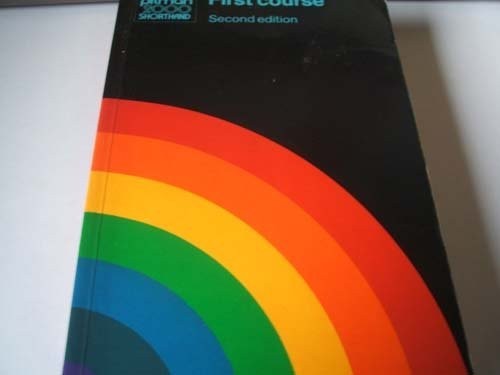 pitman
2000
SHORTHAND
First course
Second edition